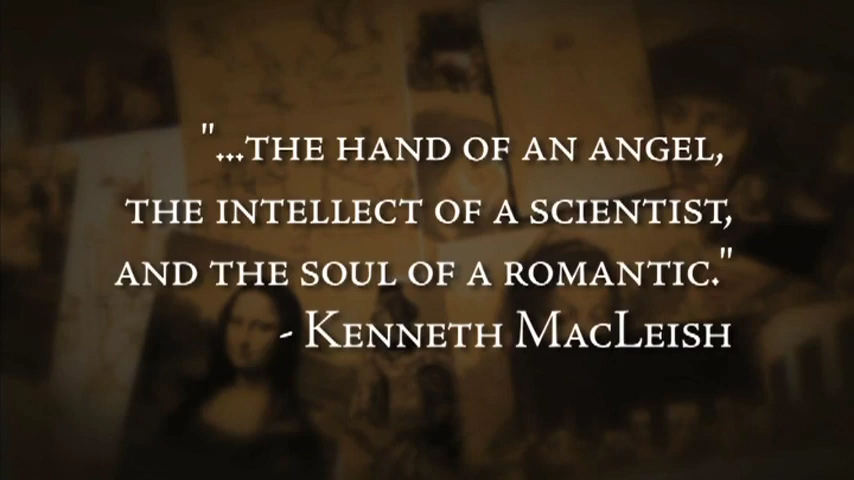 "...THE HAND OF AN ANGEL,
THE INTELLECT OF A SCIENTIST,
AND THE SOUL OF A ROMANTIC."
- KENNETH MACLEISH